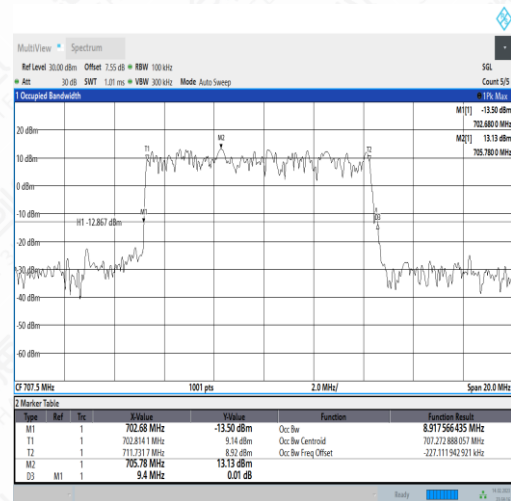 MultiView Spectrum
Ref Level 30.00 dBm Offset 7.55 dB RBW 100 kHz SGL
Att 30 dB SWT 1.01 ms VBW 300 kHz Mode Auto Sweep Count 5/5
1 Occupied Bandwidth 1Pk Max
M1[1] -13.50 dBm
702.680 0 MHz
M2[1] 13.13 dBm
705.780 0 MHz
20 dBm
T1 M2 T2
10 dBm
0 dBm
-10 dBm
M1
H1 -12.867 dBm
D3
-20 dBm
-30 dBm
-40 dBm
-50 dBm
-60 dBm
CF 707.5 MHz 1001 pts 2.0 MHz/ Span 20.0 MHz
2 Marker Table
Type Ref Trc X-Value Y-Value Function Function Result
M1 1 702.68 MHz -13.50 dBm Occ Bw 8.917 566 435 MHz
T1 1 702.814 1 MHz 9.14 dBm Occ Bw Centroid 707.272 888 057 MHz
T2 1 711.731 7 MHz 8.92 dBm Occ Bw Freq Offset -227.111 942 921 kHz
M2 1 705.78 MHz 13.13 dBm
D3 M1 1 9.4 MHz 0.01 dB
Ready